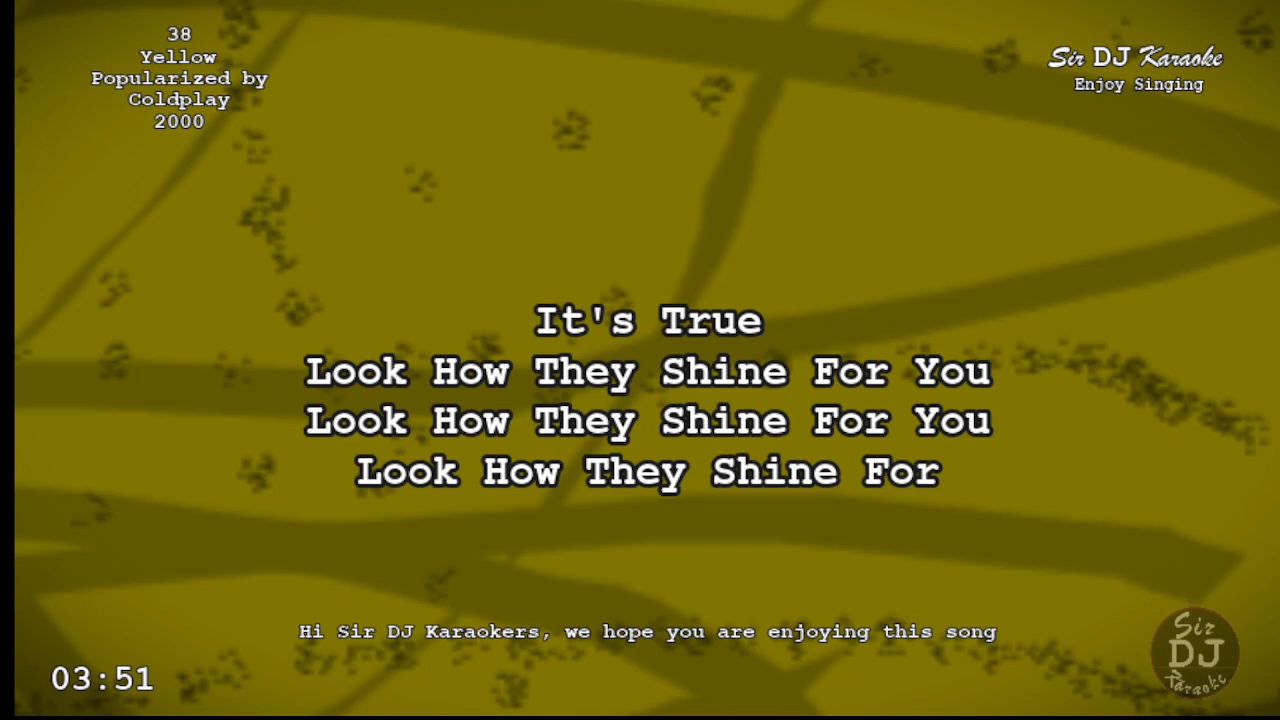 38
Yellow
Popularized by
Coldplay
2000
Sir DJ Karaoke
Enjoy Singing
It's True
Look How They Shine For You
Look How They Shine For You
Look How They Shine For
Hi Sir DJ Karaokers, we hope you are enjoying this song
03:51
Sir
DJ
Karaoke